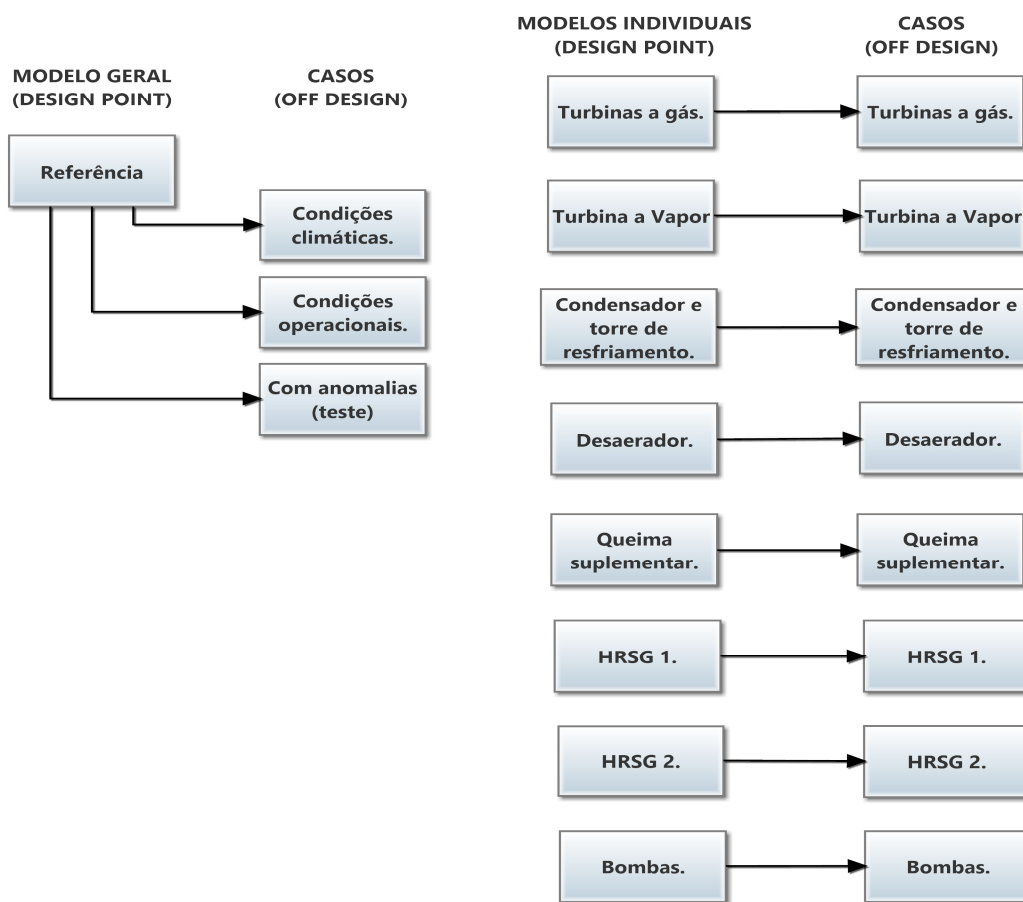 MODELO GERAL
(DESIGN POINT)
CASOS
(OFF DESIGN)
Referência
Condições
climáticas.
Condições
operacionais.
Com anomalias
(teste)
MODELOS INDIVIDUAIS
(DESIGN POINT)
CASOS
(OFF DESIGN)
Turbinas a gás.
Turbinas a gás.
Turbina a Vapor
Turbina a Vapor
Condensador e
torre de
resfriamento.
Condensador e
torre de
resfriamento.
Desaerador.
Desaerador.
Queima
suplementar.
Queima
suplementar.
HRSG 1.
HRSG 1.
HRSG 2.
HRSG 2.
Bombas.
Bombas.